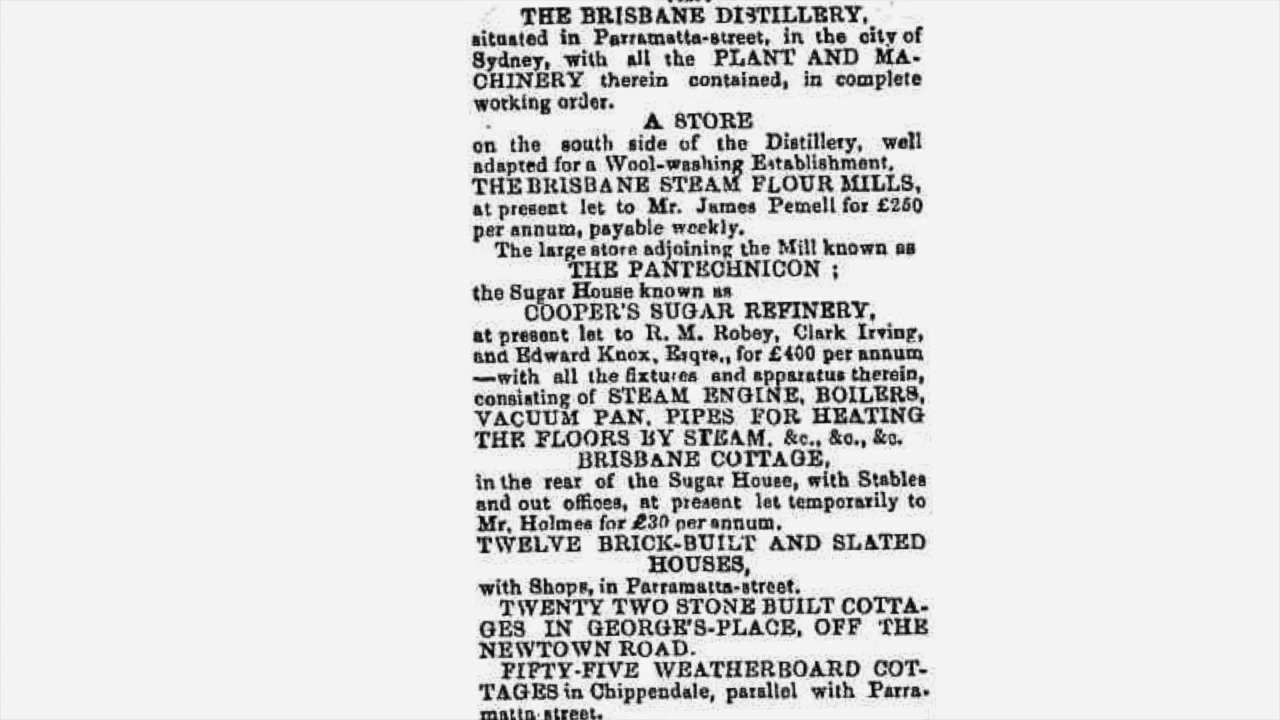 THE BRISBANE DISTILLERY,
situated in Parramatta-street, in the city of
Sydney, with all the PLANT AND MA-
CHINERY therein contained, in complete
working order.
A STORE
on the south side of the Distillery, well
adapted for a Wool-washing Establishment,
THE BRISBANE STEAM FLOUR MILLS,
at present let to Mr. James Pemell for £250
per annum, payable weekly.
The large store adjoining the Mill known as
THE PANTECHNICON ;
the Sugar House known as
COOPER'S SUGAR REFINERY,
at present let to R. M. Robey, Clark Irving,
and Edward Knox, Esqre., for £400 per annum
—with all the fixtures and apparatus therein,
consisting of STEAM ENGINE, BOILERS,
VACUUM PAN, PIPES FOR HEATING
THE FLOORS BY STEAM, &c., &c., &c.
BRISBANE COTTAGE,
in the rear of the Sugar House, with Stables
and out offices, at present let temporarily to
Mr. Holmes for £30 per annum.
TWELVE BRICK-BUILT AND SLATED
HOUSES,
with Shops, in Parramatta-street.
TWENTY TWO STONE BUILT COTTA-
GES IN GEORGE'S-PLACE, OFF THE
NEWTOWN ROAD.
FIFTY-FIVE WEATHERBOARD COT-
TAGES in Chippendale, parallel with Parra-
matta-street.